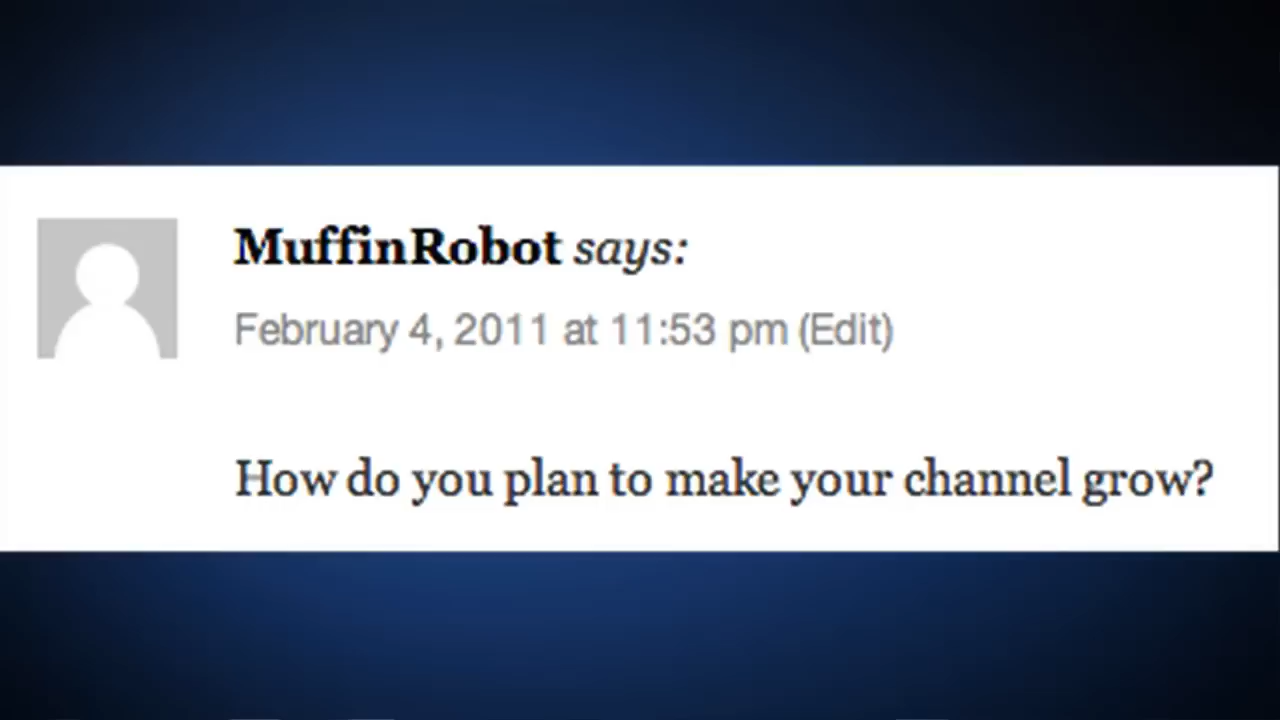 MuffinRobot says:
February 4, 2011 at 11:53 pm (Edit)
How do you plan to make your channel grow?